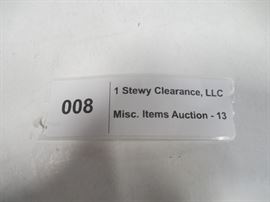 008
1 Stewy Clearance, LLC
Misc. Items Auction - 13